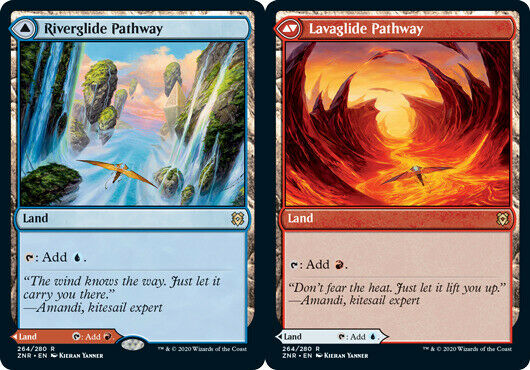 Riverglide Pathway
Land
: Add .
“The wind knows the way. Just let it
carry you there.”
—Amandi, kitesail expert
Land : Add .
264/280 R
ZNR • EN Kieran Yanner
™ & © 2020 Wizards of the Coast
Lavaglide Pathway
Land
: Add .
“Don’t fear the heat. Just let it lift you up.”
—Amandi, kitesail expert
Land : Add .
264/280 R
ZNR • EN Kieran Yanner
™ & © 2020 Wizards of the Coast